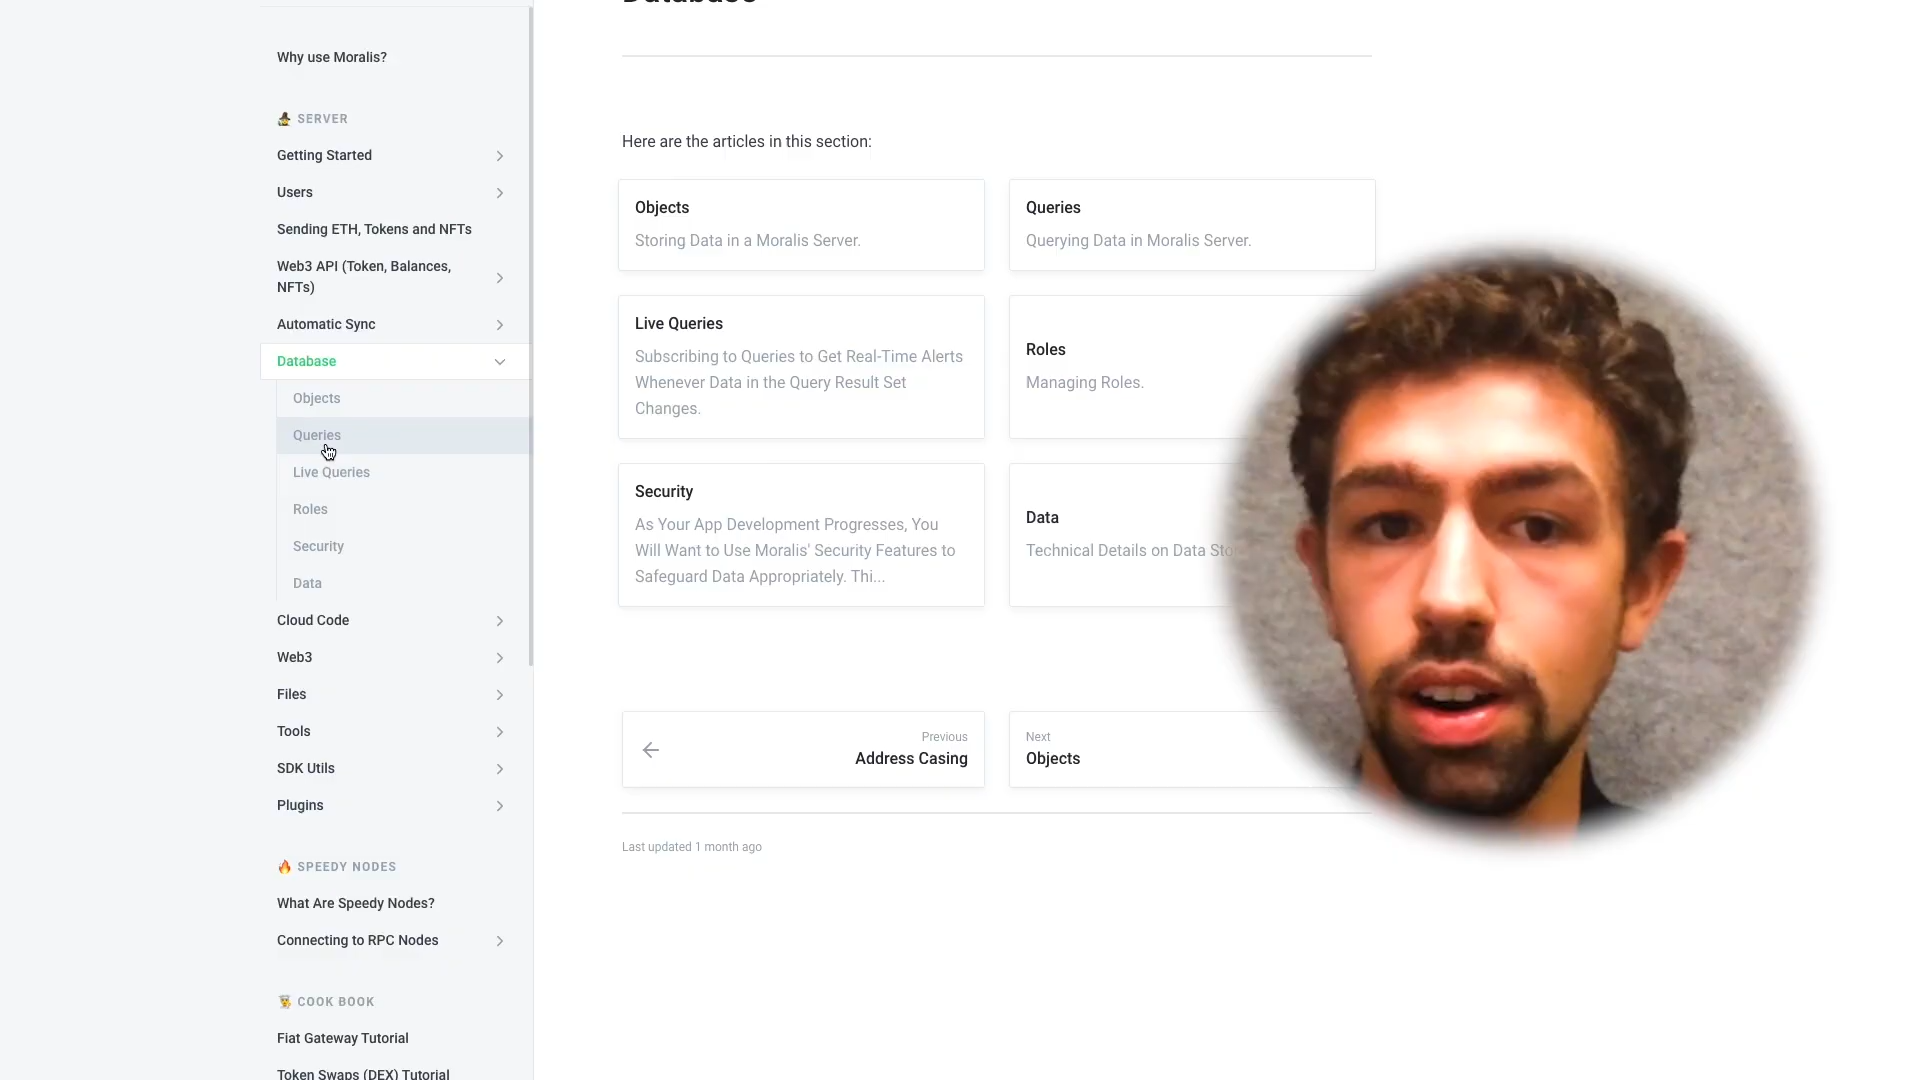 Database
Why use Moralis?
SERVER
Getting Started
Users
Sending ETH, Tokens and NFTs
Web3 API (Token, Balances,
NFTs)
Automatic Sync
Database
Objects
Queries
Live Queries
Roles
Security
Data
Cloud Code
Web3
Files
Tools
SDK Utils
Plugins
SPEEDY NODES
What Are Speedy Nodes?
Connecting to RPC Nodes
COOK BOOK
Fiat Gateway Tutorial
Token Swaps (DEX) Tutorial
Here are the articles in this section:
Objects
Storing Data in a Moralis Server.
Queries
Querying Data in Moralis Server.
Live Queries
Subscribing to Queries to Get Real-Time Alerts
Whenever Data in the Query Result Set
Changes.
Roles
Managing Roles.
Security
As Your App Development Progresses, You
Will Want to Use Moralis' Security Features to
Safeguard Data Appropriately. Thi...
Data
Technical Details on Data
Previous
Address Casing
Next
Objects
Last updated 1 month ago